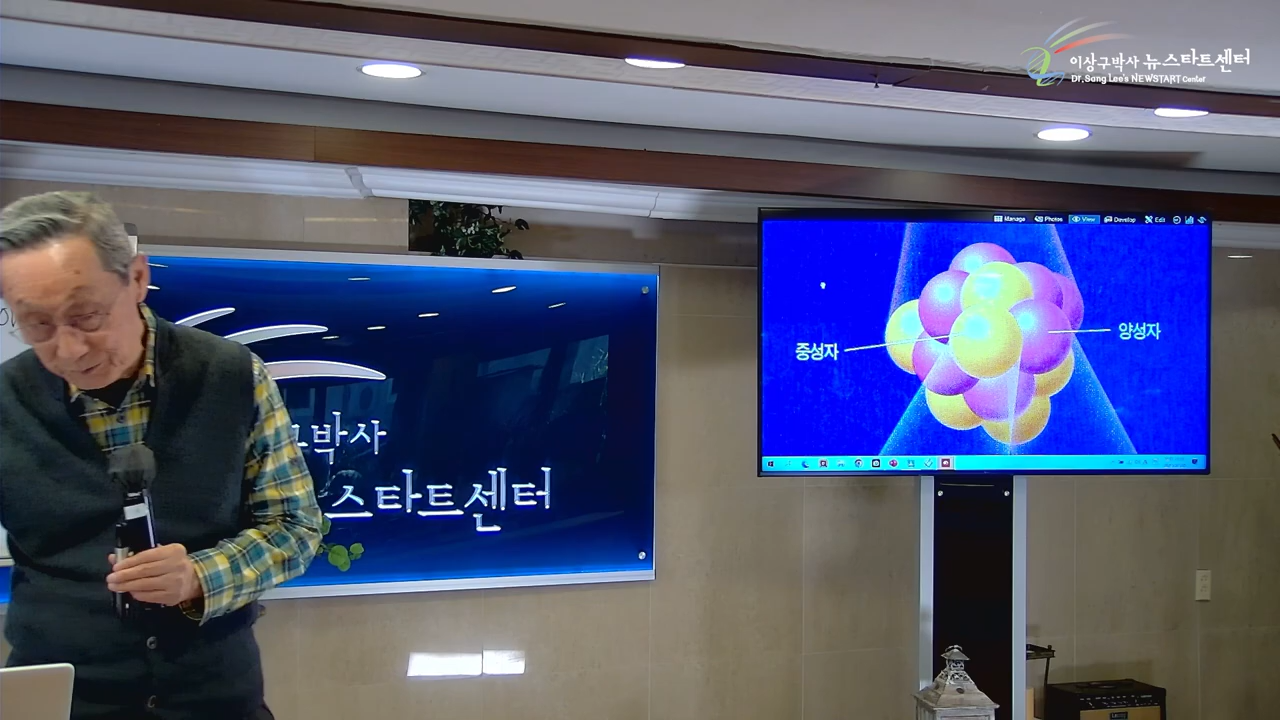 이상구박사 뉴스타트센터
Dr. Sang Lee's NEWSTART Center
Manage Photos View Develop Edit
중성자
양성자
박사
스타트센터